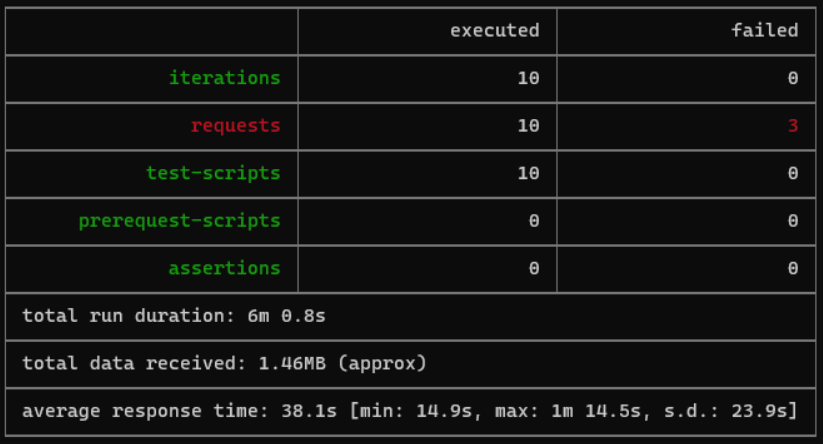 executed failed
iterations 10 0
requests 10 3
test-scripts 10 0
prerequest-scripts 0 0
assertions 0 0
total run duration: 6m 0.8s
total data received: 1.46MB (approx)
average response time: 38.1s [min: 14.9s, max: 1m 14.5s, s.d.: 23.9s]